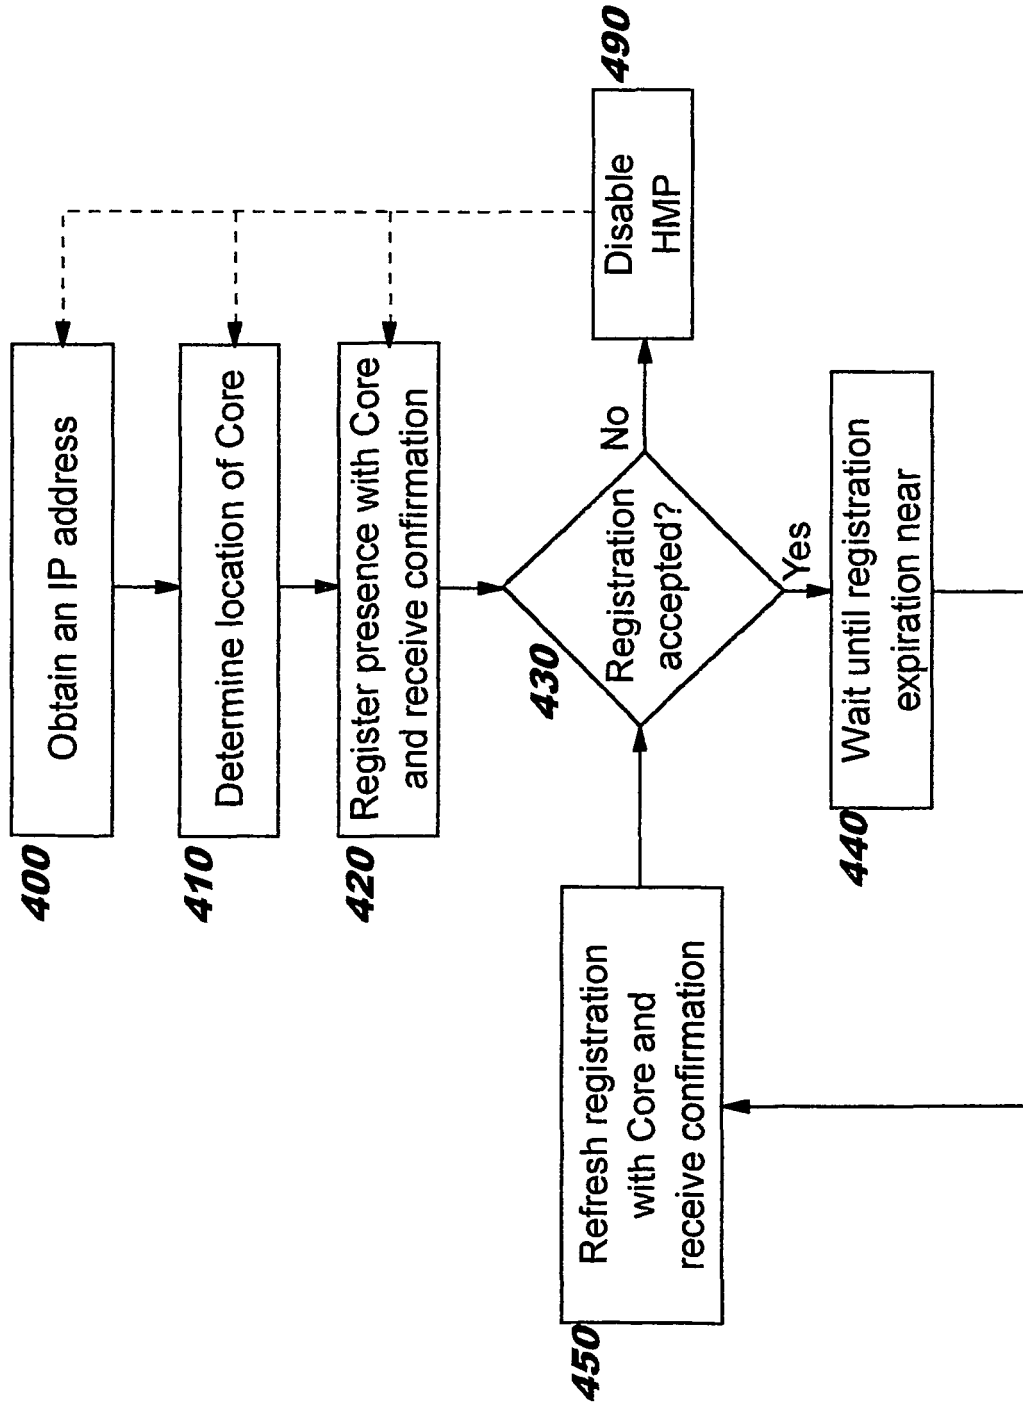 400
Obtain an IP address
410
Determine location of Core
420
Register presence with Core
and receive confirmation
430
Registration
accepted?
No
Disable
HMP
490
Yes
440
Wait until registration
expiration near
450
Refresh registration
with Core and
receive confirmation